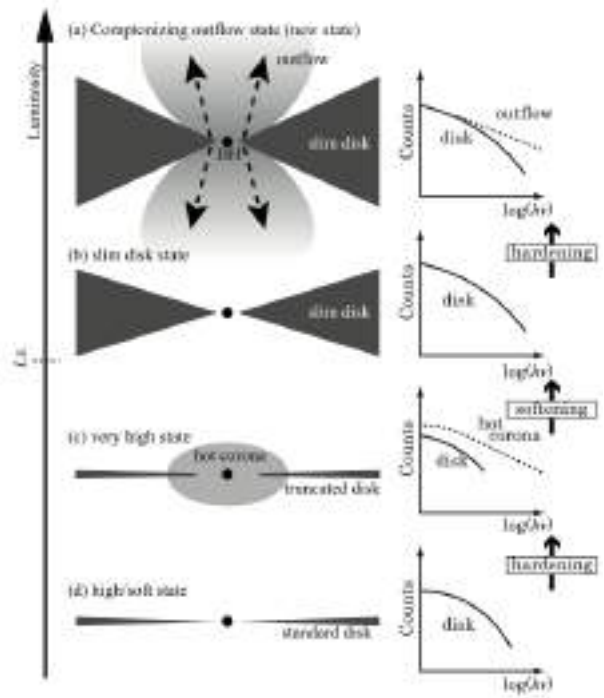 (a) Comptonizing outflow state (new state)
Luminosity
outflow
BH
slim disk
Counts
disk
outflow
log(hν)
hardening
(b) slim disk state
slim disk
Counts
disk
log(hν)
softening
(c) very high state
hot corona
truncated disk
Counts
hot
corona
disk
log(hν)
hardening
(d) high/soft state
standard disk
Counts
disk
log(hν)